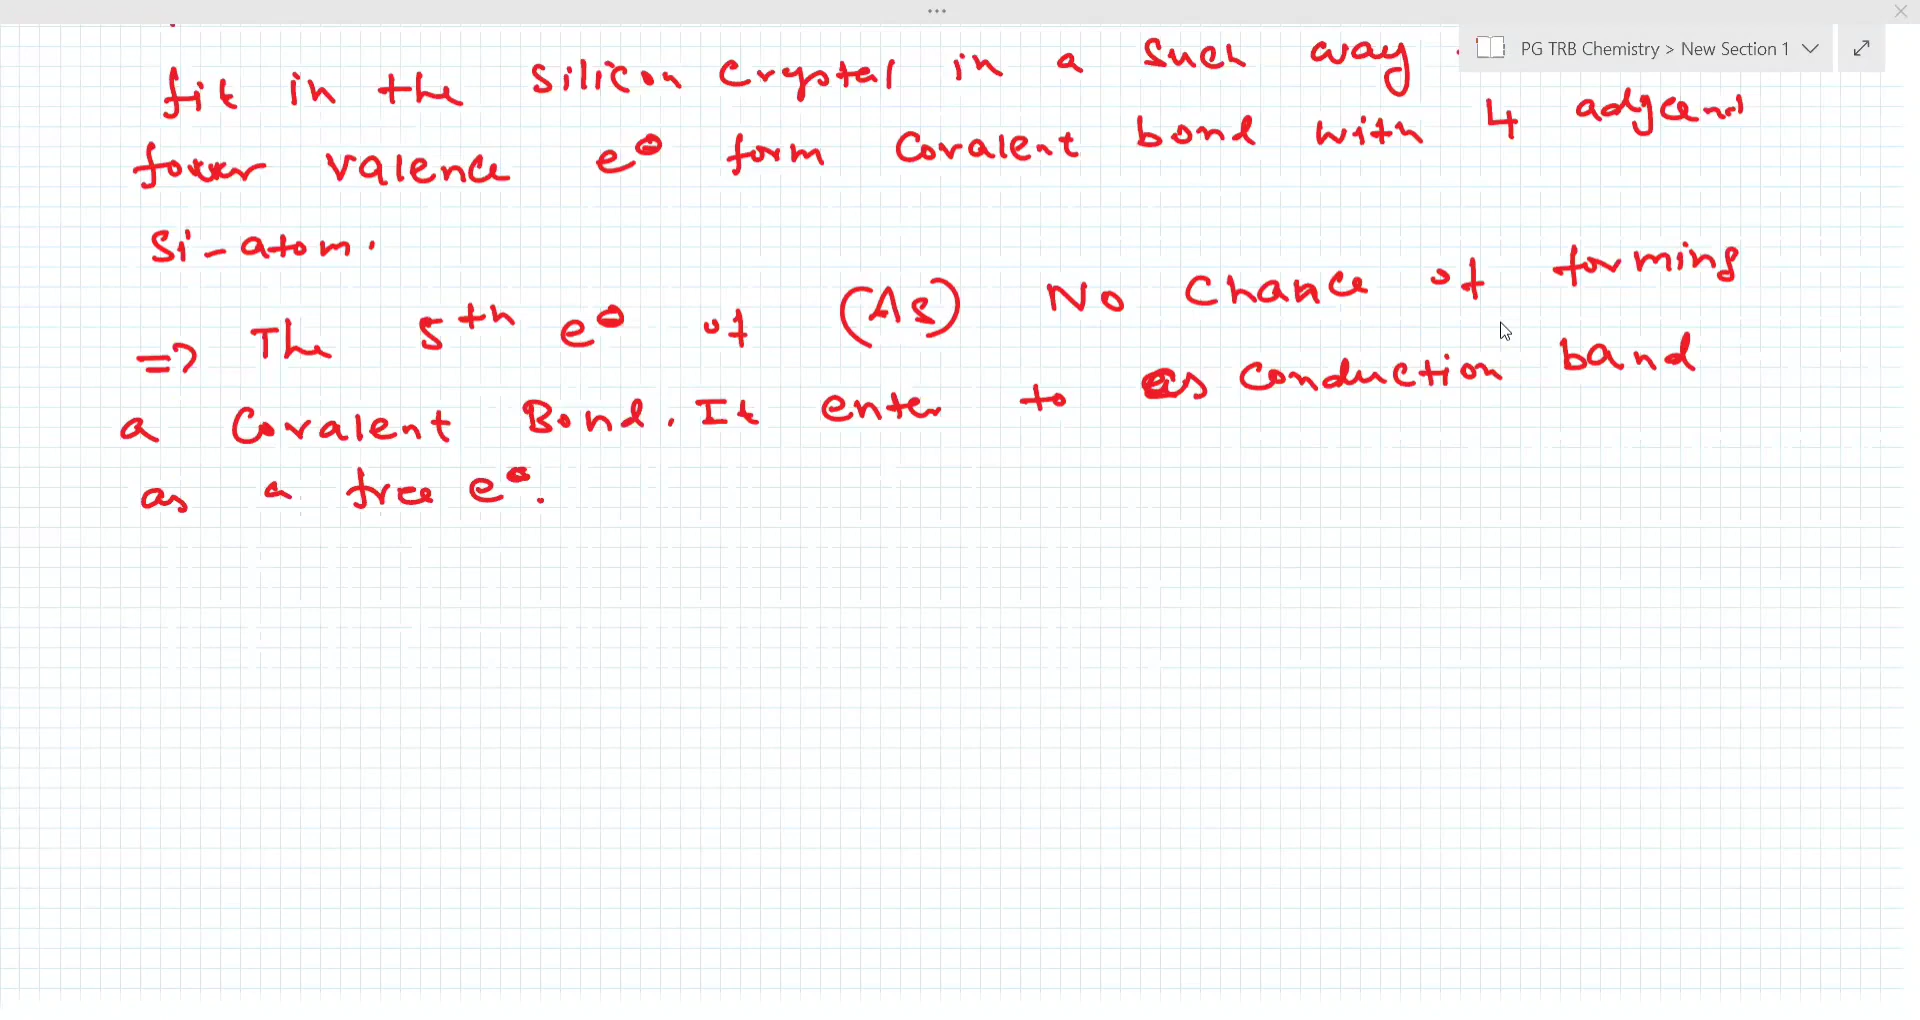 PG TRB Chemistry > New Section 1
fit in the silicon crystal in a such way
four valence e⊖ form covalent bond with 4 adjcent
Si-atom.
=> The 5th e⊖ of (As) No chance of forming
a covalent Bond. It enter to as conduction band
as a free e⊖.